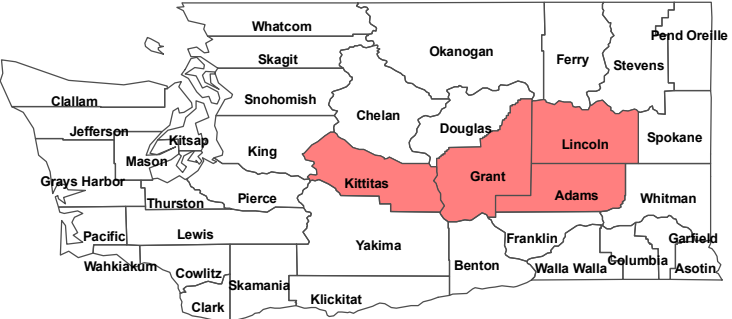 Whatcom
Pend Oreille
Okanogan
Ferry
Stevens
Skagit
Clallam
Snohomish
Chelan
Douglas
Jefferson
Kitsap
Lincoln
Spokane
King
Mason
Grant
Grays Harbor
Kittitas
Adams
Whitman
Thurston
Pierce
Pacific
Lewis
Yakima
Franklin
Garfield
Wahkiakum
Cowlitz
Benton
Walla Walla
Columbia
Asotin
Skamania
Clark
Klickitat